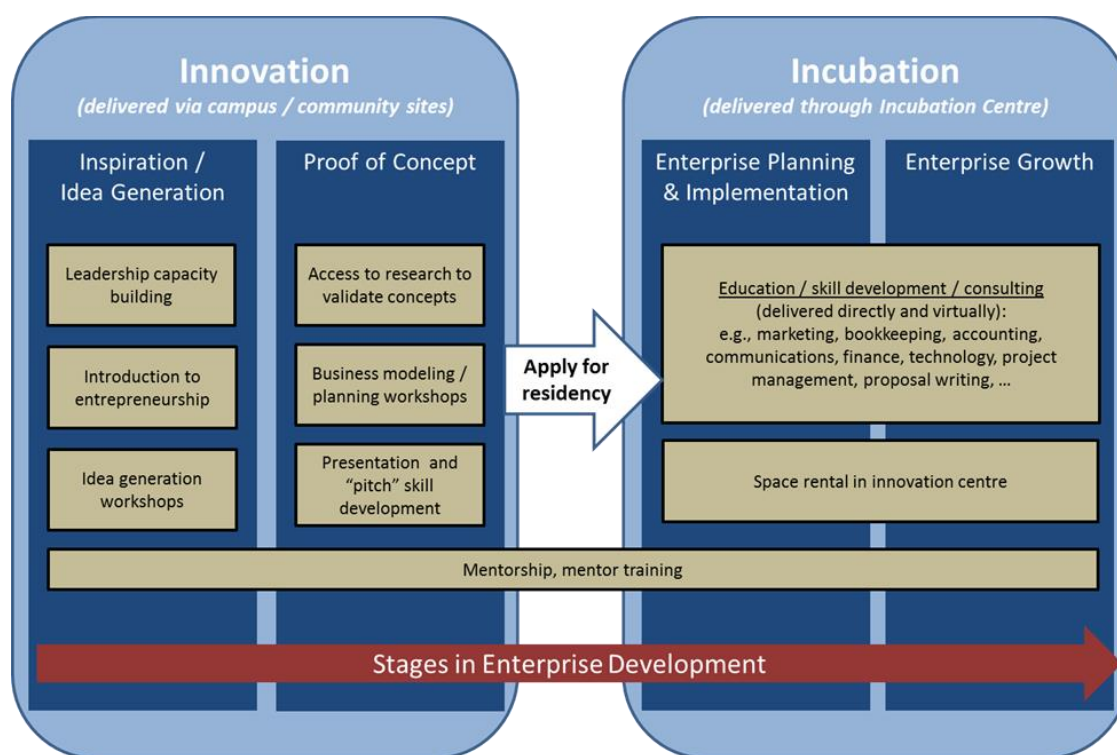 Innovation
(delivered via campus / community sites)
Inspiration /
Idea Generation
Leadership capacity
building
Introduction to
entrepreneurship
Idea generation
workshops
Proof of Concept
Access to research to
validate concepts
Business modeling /
planning workshops
Presentation and
“pitch” skill
development
Apply for
residency
Incubation
(delivered through Incubation Centre)
Enterprise Planning
& Implementation
Enterprise Growth
Education / skill development / consulting
(delivered directly and virtually):
e.g., marketing, bookkeeping, accounting,
communications, finance, technology, project
management, proposal writing, …
Space rental in innovation centre
Mentorship, mentor training
Stages in Enterprise Development